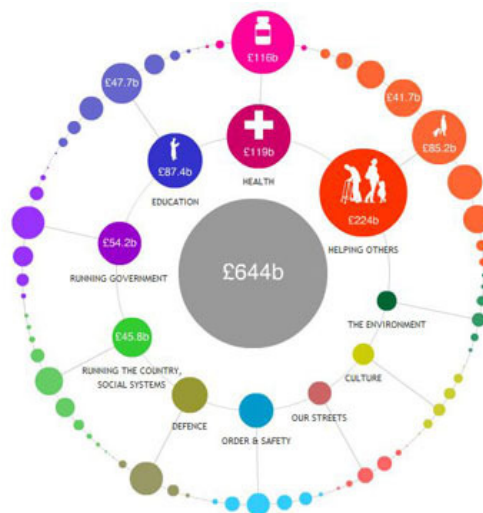 £116b
£47.7b
£41.7b
£85.2b
£119b
HEALTH
£87.4b
EDUCATION
£224b
HELPING OTHERS
£54.2b
RUNNING GOVERNMENT
£644b
THE ENVIRONMENT
£45.8b
RUNNING THE COUNTRY,
SOCIAL SYSTEMS
CULTURE
OUR STREETS
DEFENCE
ORDER & SAFETY